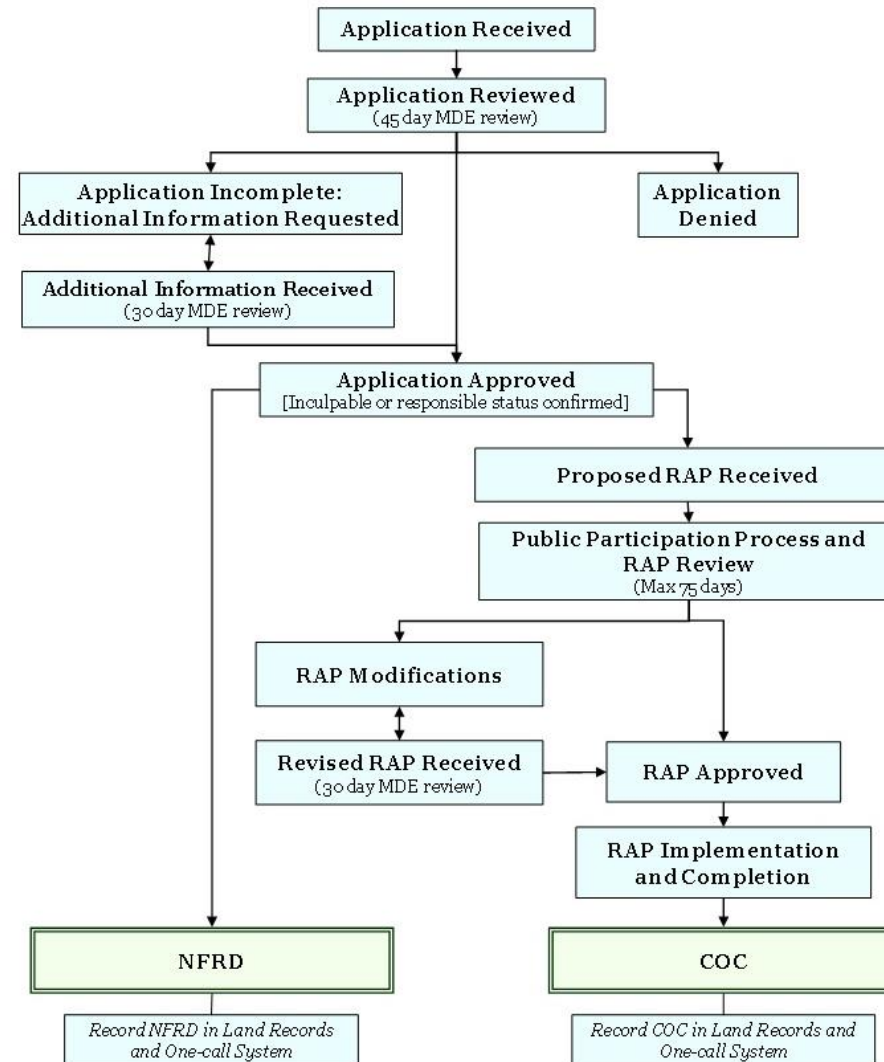 Application Received
Application Reviewed
(45 day MDE review)
Application Incomplete:
Additional Information Requested
Application
Denied
Additional Information Received
(30 day MDE review)
Application Approved
[Inculpable or responsible status confirmed]
Proposed RAP Received
Public Participation Process and
RAP Review
(Max 75 days)
RAP Modifications
Revised RAP Received
(30 day MDE review)
RAP Approved
RAP Implementation
and Completion
NFRD
COC
Record NFRD in Land Records
and One-call System
Record COC in Land Records and
One-call System